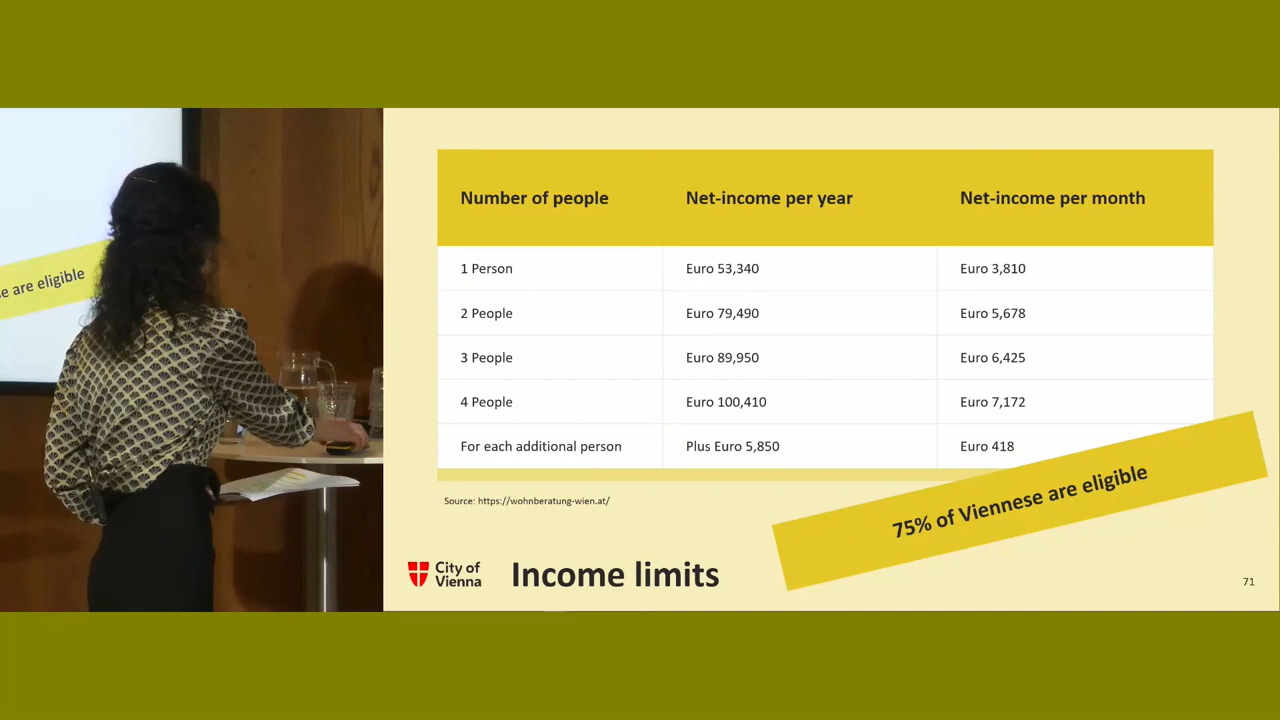 se are eligible
Number of people Net-income per year Net-income per month
1 Person Euro 53,340 Euro 3,810
2 People Euro 79,490 Euro 5,678
3 People Euro 89,950 Euro 6,425
4 People Euro 100,410 Euro 7,172
For each additional person Plus Euro 5,850 Euro 418
Source: https://wohnberatung-wien.at/
75% of Viennese are eligible
City of
Vienna
Income limits
71